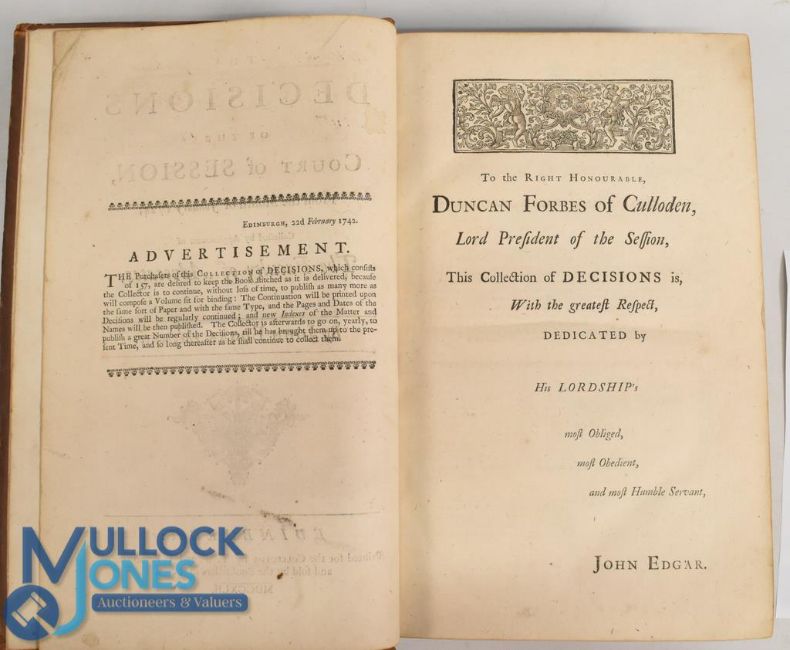 EDINBURGH, 22d February 1742.
ADVERTISEMENT.
THE Purchasers of this COLLECTION of DECISIONS, which consists
of 157, are desired to keep the Book stitched as it is delivered, because
the Collector is to continue, without loss of time, to publish as many more as
will compose a Volume fit for binding: The Continuation will be printed upon
the same sort of Paper and with the same Type, and the Pages and Dates of the
Decisions will be regularly continued; and new Indexes of the Matter and
Names will be then published. The Collector is afterwards to go on, yearly, to
publish a great Number of the Decisions, till he has brought them up to the pre-
sent Time, and so long thereafter as he shall continue to collect them.
To the RIGHT HONOURABLE,
DUNCAN FORBES of Culloden,
Lord Preſident of the Seſſion,
This Collection of DECISIONS is,
With the greateſt Reſpect,
DEDICATED by
His LORDSHIP's
moſt Obliged,
moſt Obedient,
and moſt Humble Servant,
JOHN EDGAR.
MULLOCK
JONES
Auctioneers & Valuers